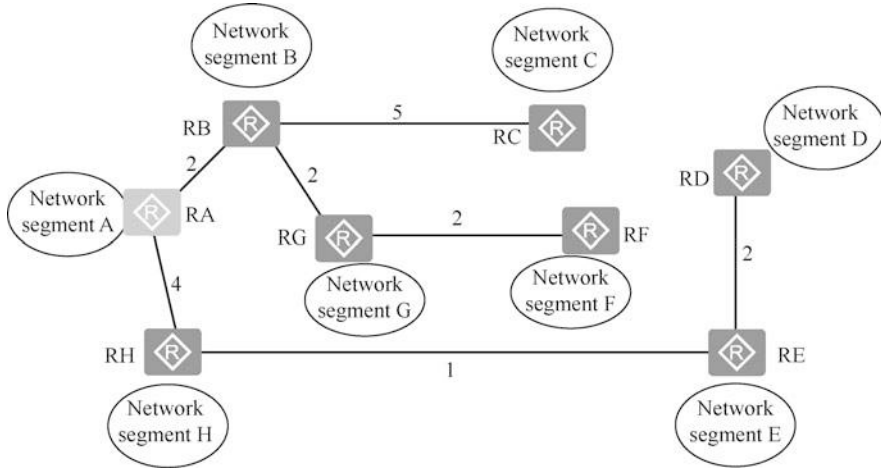 Network
segment B
Network
segment C
RB
R
5
RC
R
Network
segment D
2
RD
R
Network
segment A
R
RA
2
RG
R
2
R
RF
2
4
Network
segment G
Network
segment F
RH
R
1
R
RE
Network
segment H
Network
segment E